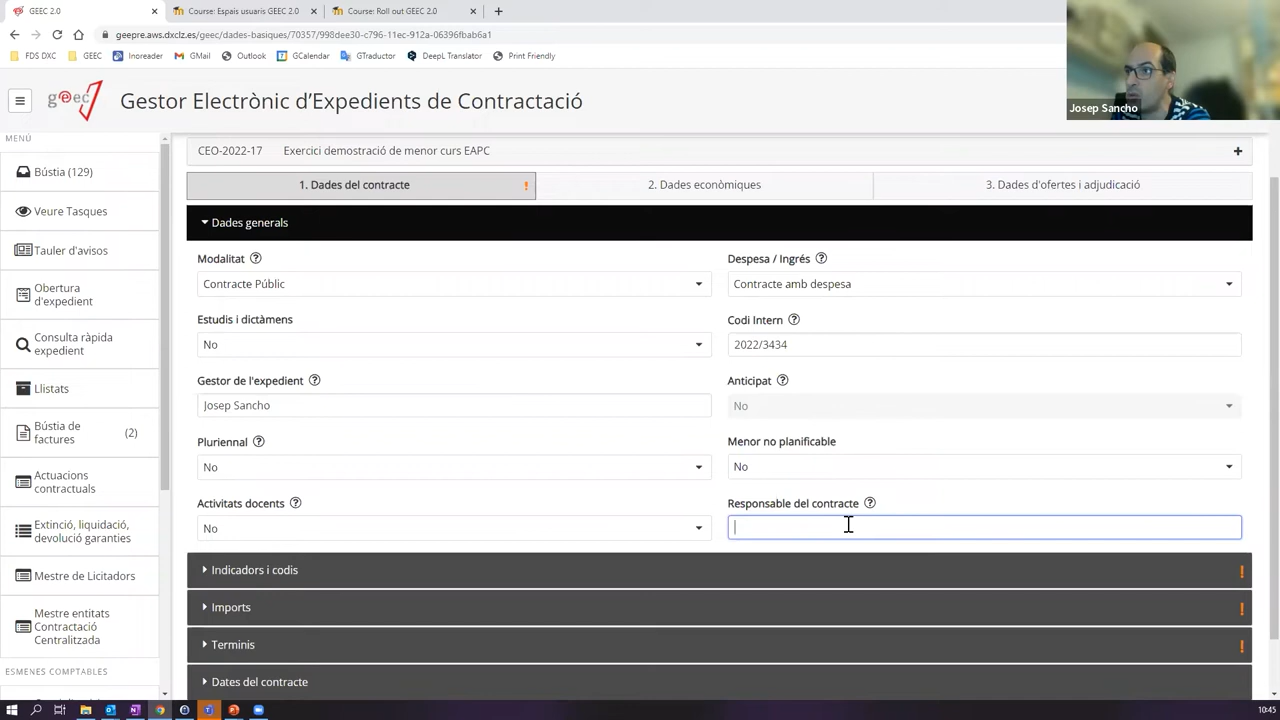 GEEC 2.0
Course: Espais usuaris GEEC 2.0
Course: Roll out GEEC 2.0
geepre.aws.dxclz.es/geec/dades-basiques/70357/998dee30-c796-11ec-912a-06396fbab6a1
FDS DXC
GEEC
Inoreader
GMail
Outlook
GCalendar
GTraductor
DeepL Translator
Print Friendly
Josep Sancho
geec
Gestor Electrònic d'Expedients de Contractació
MENÚ
Bústia (129)
Veure Tasques
Tauler d'avisos
Obertura
d'expedient
Consulta ràpida
expedient
Llistats
Bústia de
factures
(2)
Actuacions
contractuals
Extinció, liquidació,
devolució garanties
Mestre de Licitadors
Mestre entitats
Contractació
Centralitzada
ESMENES COMPTABLES
CEO-2022-17 Exercici demostració de menor curs EAPC
1. Dades del contracte !
2. Dades econòmiques
3. Dades d'ofertes i adjudicació
Dades generals
Modalitat
Contracte Públic
Despesa / Ingrés
Contracte amb despesa
Estudis i dictàmens
No
Codi Intern
2022/3434
Gestor de l'expedient
Josep Sancho
Anticipat
No
Pluriennal
No
Menor no planificable
No
Activitats docents
No
Responsable del contracte
Indicadors i codis !
Imports !
Terminis !
Dates del contracte
10:45